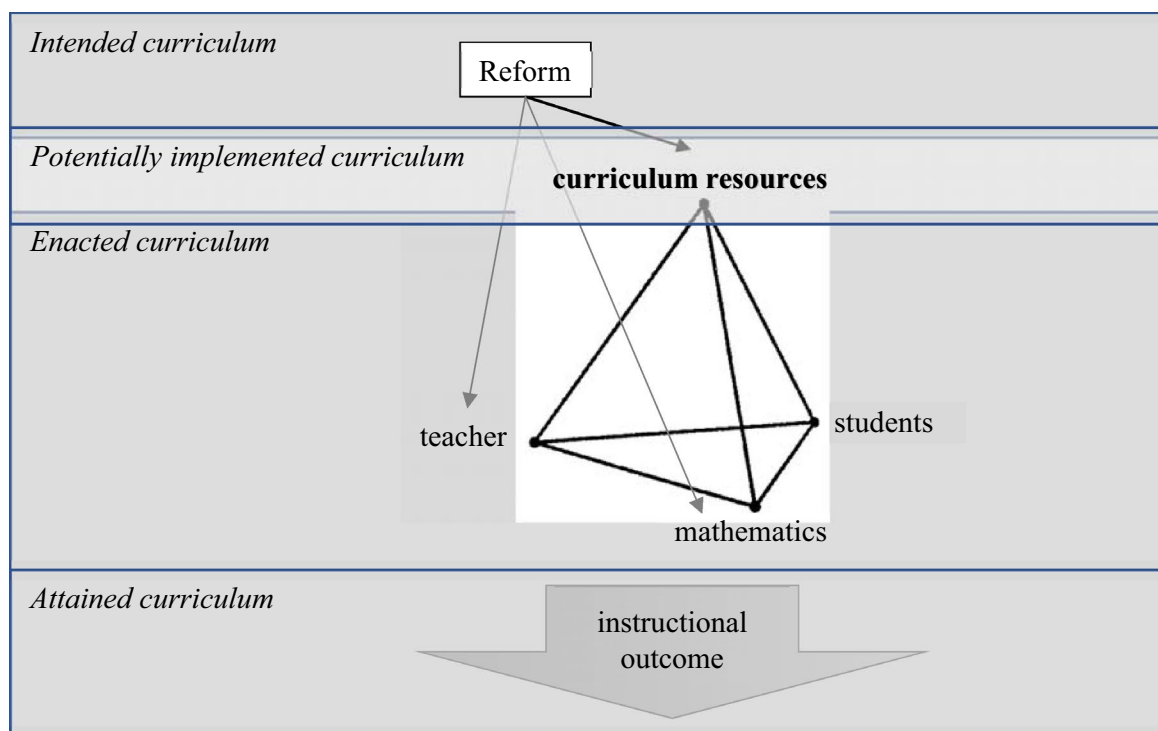 Intended curriculum
Reform
Potentially implemented curriculum
curriculum resources
Enacted curriculum
teacher
students
mathematics
Attained curriculum
instructional
outcome